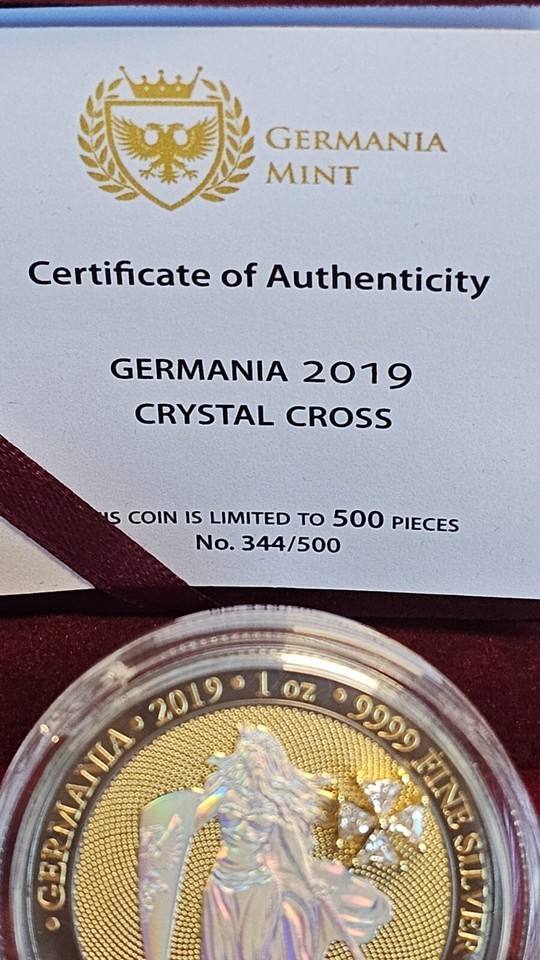 GERMANIA
MINT
Certificate of Authenticity
GERMANIA 2019
CRYSTAL CROSS
IS COIN IS LIMITED TO 500 PIECES
No. 344/500
• GERMANIA • 2019 • 1 oz • 9999 FINE SILVER